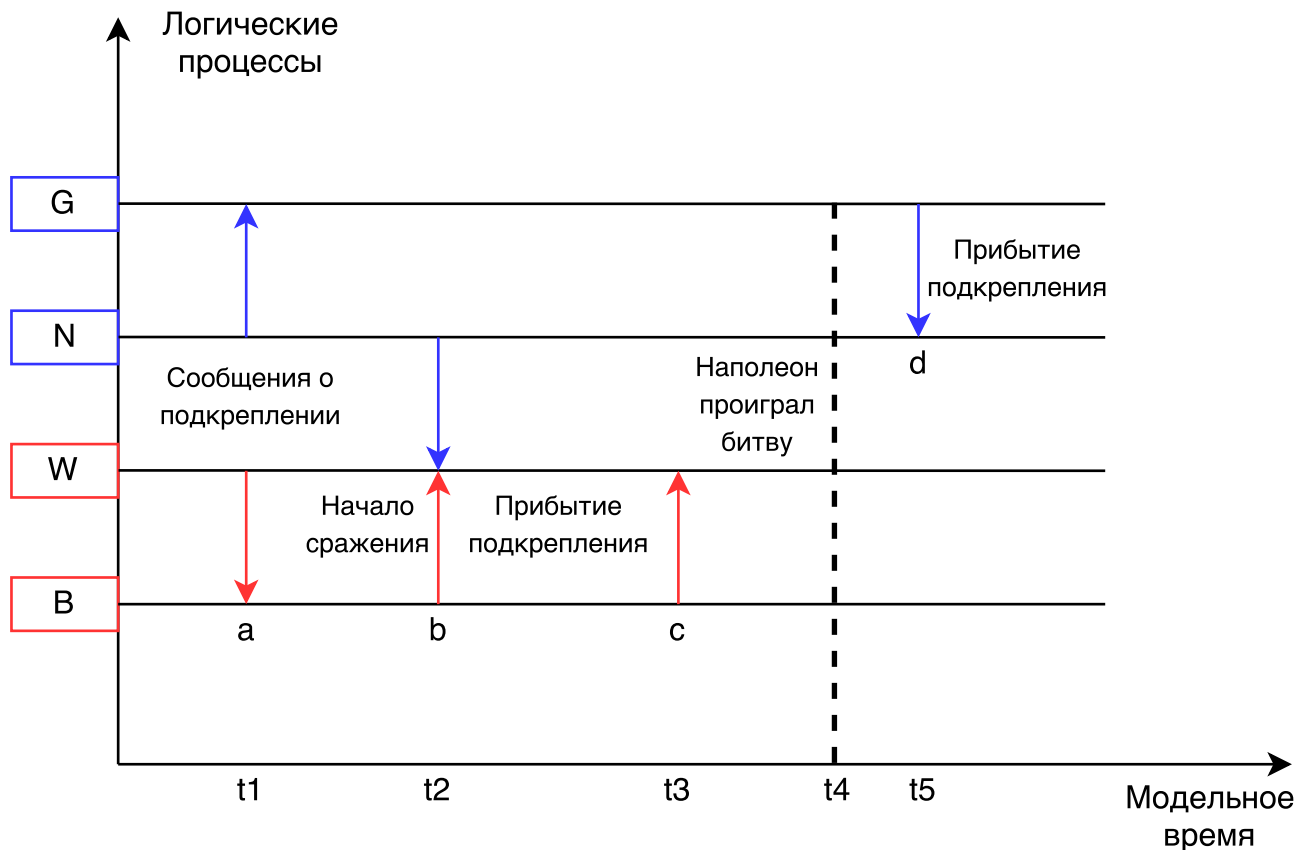 Логические
процессы
G
Прибытие
подкрепления
N
d
Наполеон
проиграл
битву
Сообщения о
подкреплении
W
Начало
сражения
Прибытие
подкрепления
B
a
b
c
t1
t2
t3
t4
t5
Модельное
время